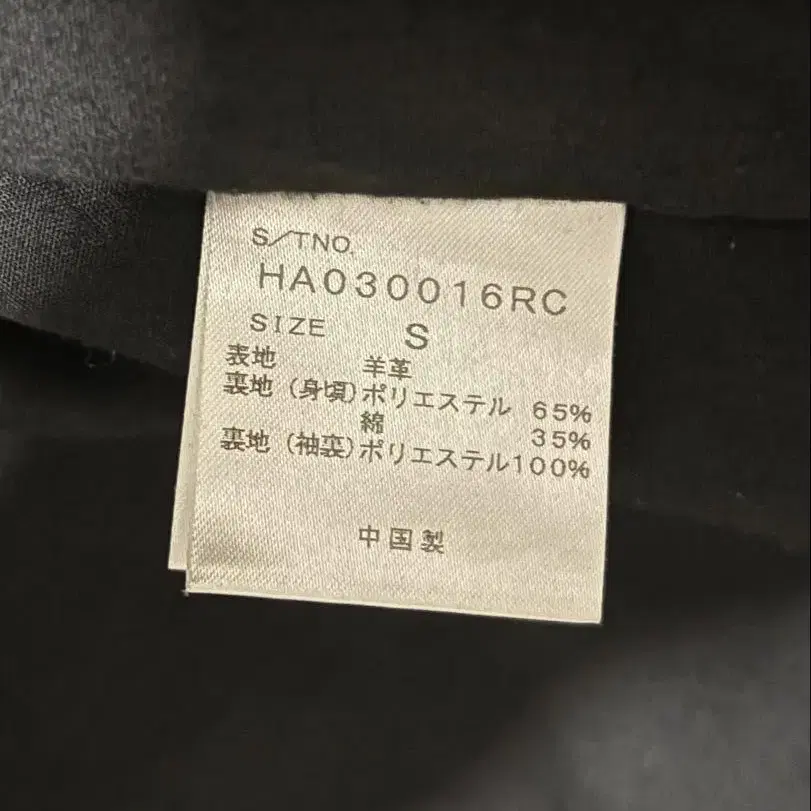 S/TNO.
HA030016RC
SIZE S
表地 羊革
裏地(身頃)ポリエステル 65%
綿 35%
裏地(袖裏)ポリエステル100%
中国製